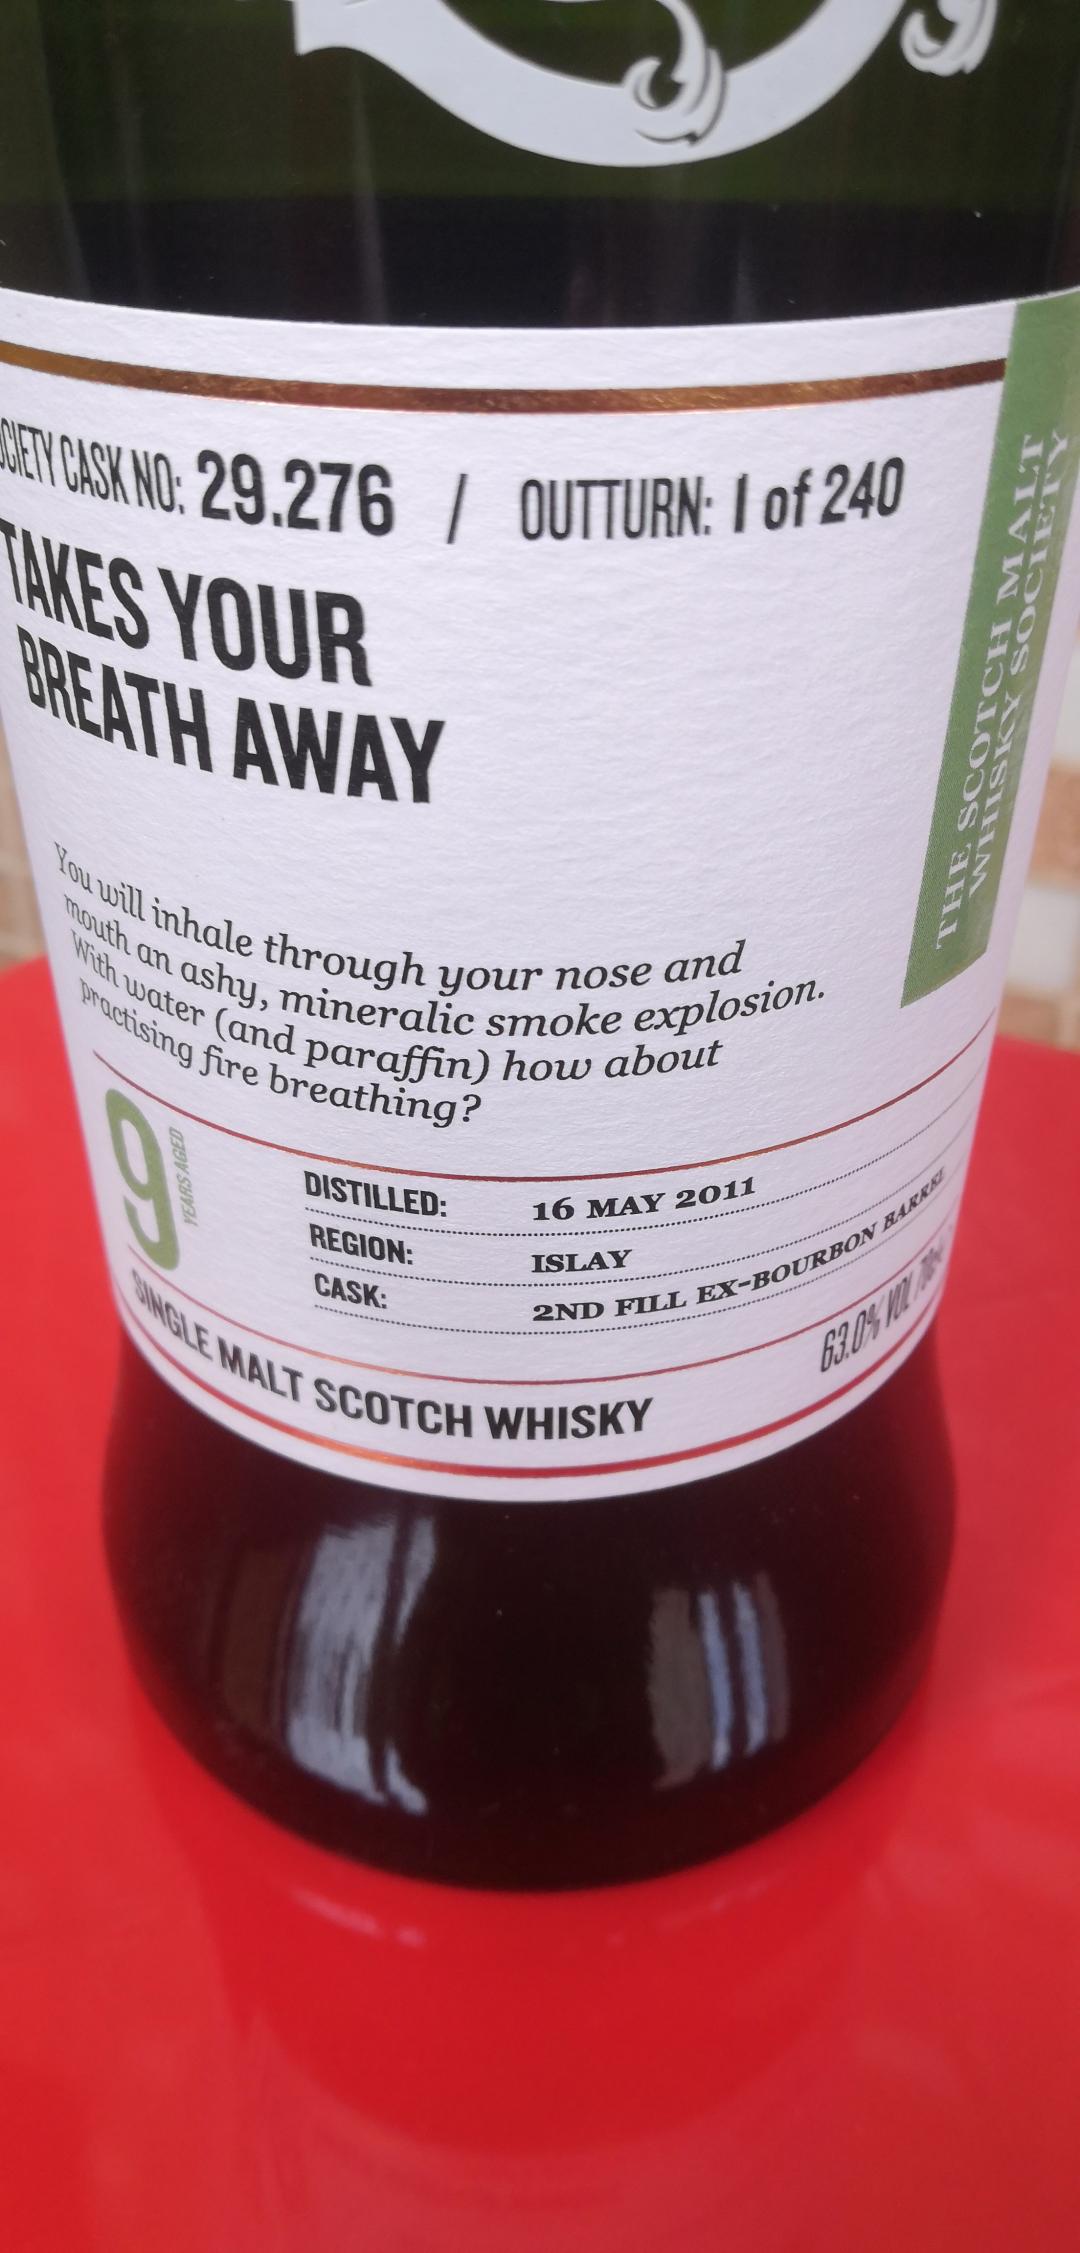 CIETY CASK NO: 29.276 / OUTTURN: 1 of 240
TAKES YOUR
BREATH AWAY
You will inhale through your nose and
mouth an ashy, mineralic smoke explosion.
With water (and paraffin) how about
practising fire breathing?
9 YEARS AGED
DISTILLED: 16 MAY 2011
REGION: ISLAY
CASK: 2ND FILL EX-BOURBON BARREL
63.0% VOL
SINGLE MALT SCOTCH WHISKY
THE SCOTCH MALT
WHISKY SOCIETY